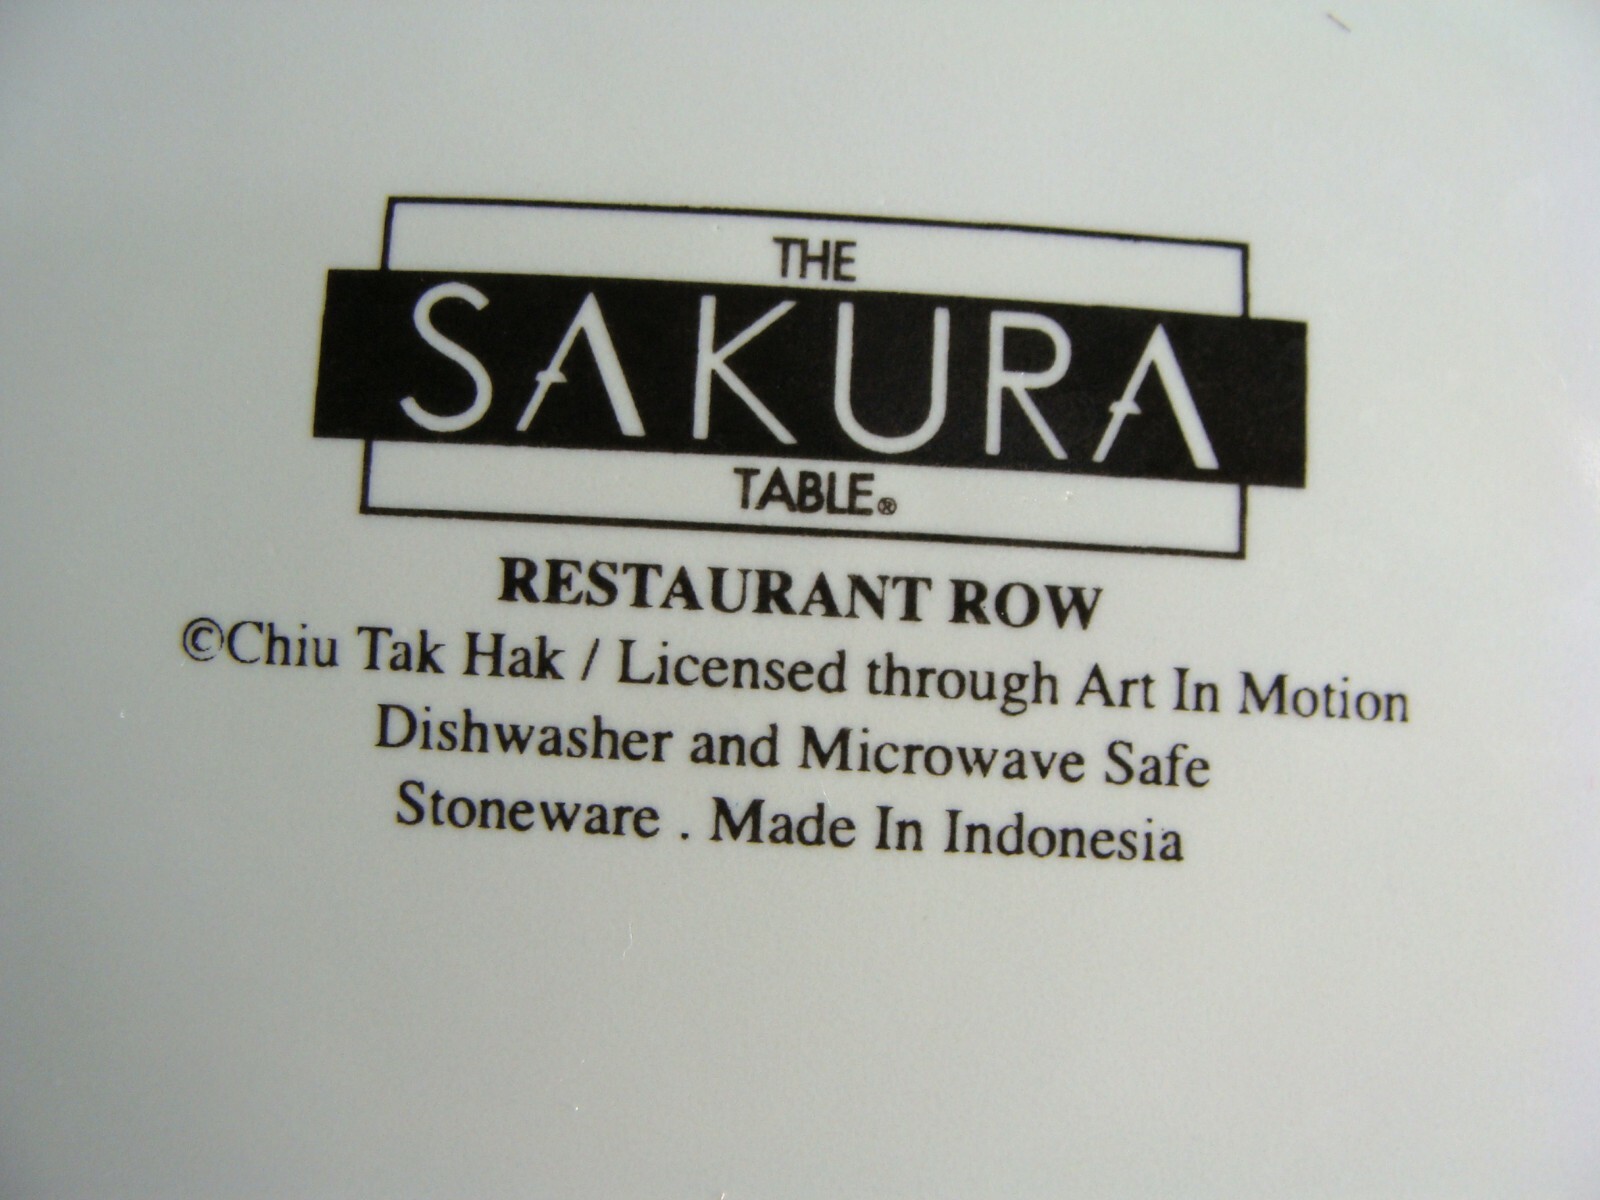 THE
SAKURA
TABLE®
RESTAURANT ROW
©Chiu Tak Hak / Licensed through Art In Motion
Dishwasher and Microwave Safe
Stoneware . Made In Indonesia